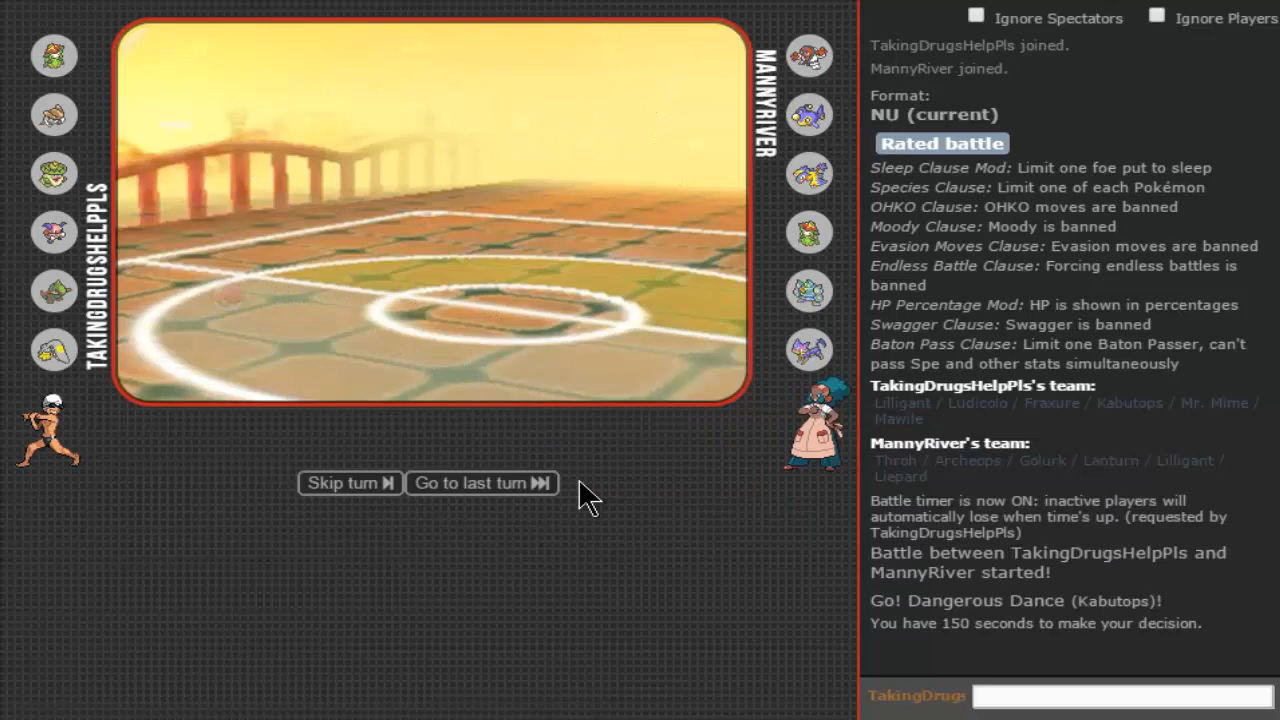 Ignore Spectators Ignore Players
TakingDrugsHelpPls joined.
MannyRiver joined.
Format:
NU (current)
Rated battle
Sleep Clause Mod: Limit one foe put to sleep
Species Clause: Limit one of each Pokémon
OHKO Clause: OHKO moves are banned
Moody Clause: Moody is banned
Evasion Moves Clause: Evasion moves are banned
Endless Battle Clause: Forcing endless battles is
banned
HP Percentage Mod: HP is shown in percentages
Swagger Clause: Swagger is banned
Baton Pass Clause: Limit one Baton Passer, can't
pass Spe and other stats simultaneously
TakingDrugsHelpPls's team:
Lilligant / Ludicolo / Fraxure / Kabutops / Mr. Mime /
Mawile
MannyRiver's team:
Throh / Archeops / Golurk / Lanturn / Lilligant /
Liepard
Battle timer is now ON: inactive players will
automatically lose when time's up. (requested by
TakingDrugsHelpPls)
Battle between TakingDrugsHelpPls and
MannyRiver started!
Go! Dangerous Dance (Kabutops)!
You have 150 seconds to make your decision.
TakingDrugs
TAKINGDRUGSHELPPLS
MANNYRIVER
Skip turn Go to last turn